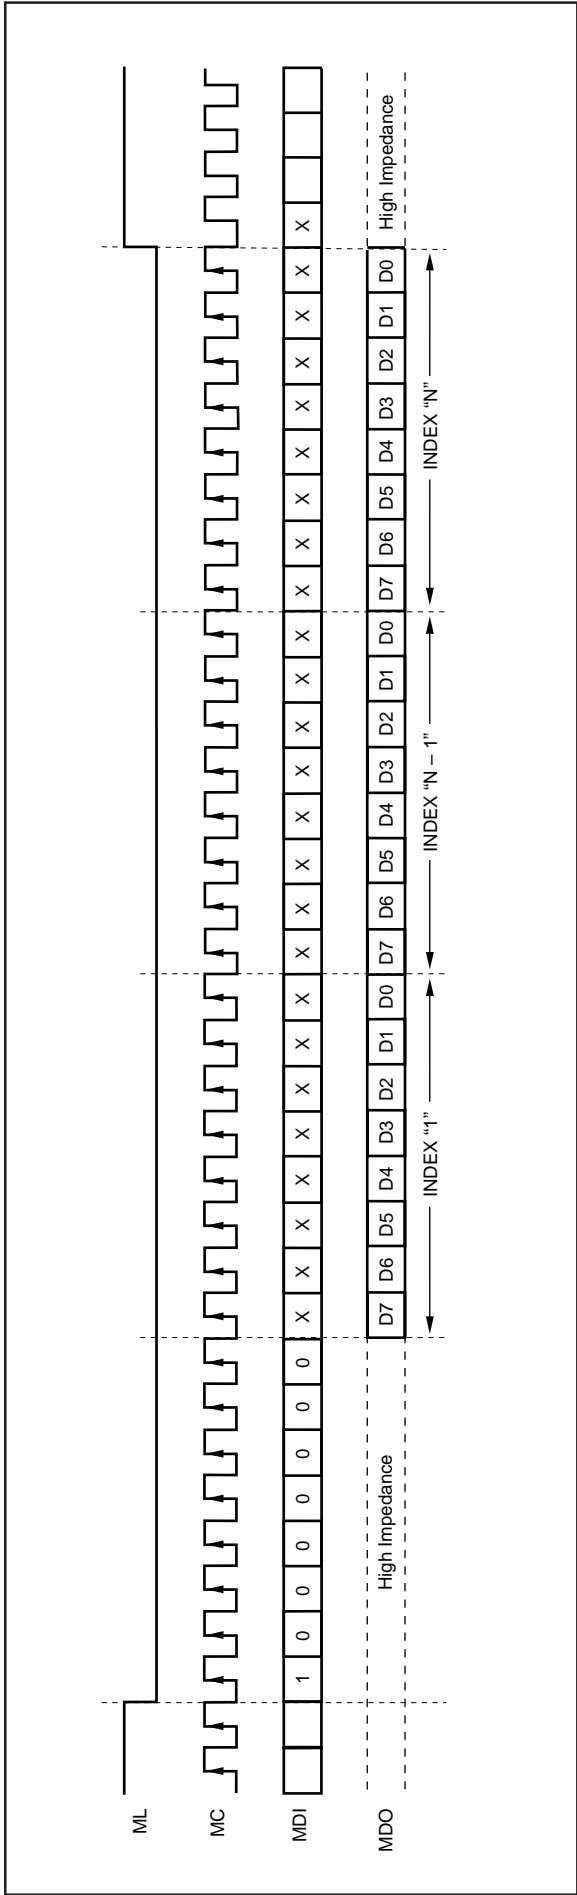 ML
MC
MDI 1 0 0 0 0 0 0 0 X X X X X X X X X X X X X X X X X X X X X X X X X
MDO High Impedance D7 D6 D5 D4 D3 D2 D1 D0 D7 D6 D5 D4 D3 D2 D1 D0 D7 D6 D5 D4 D3 D2 D1 D0 High Impedance
INDEX “1” INDEX “N – 1” INDEX “N”